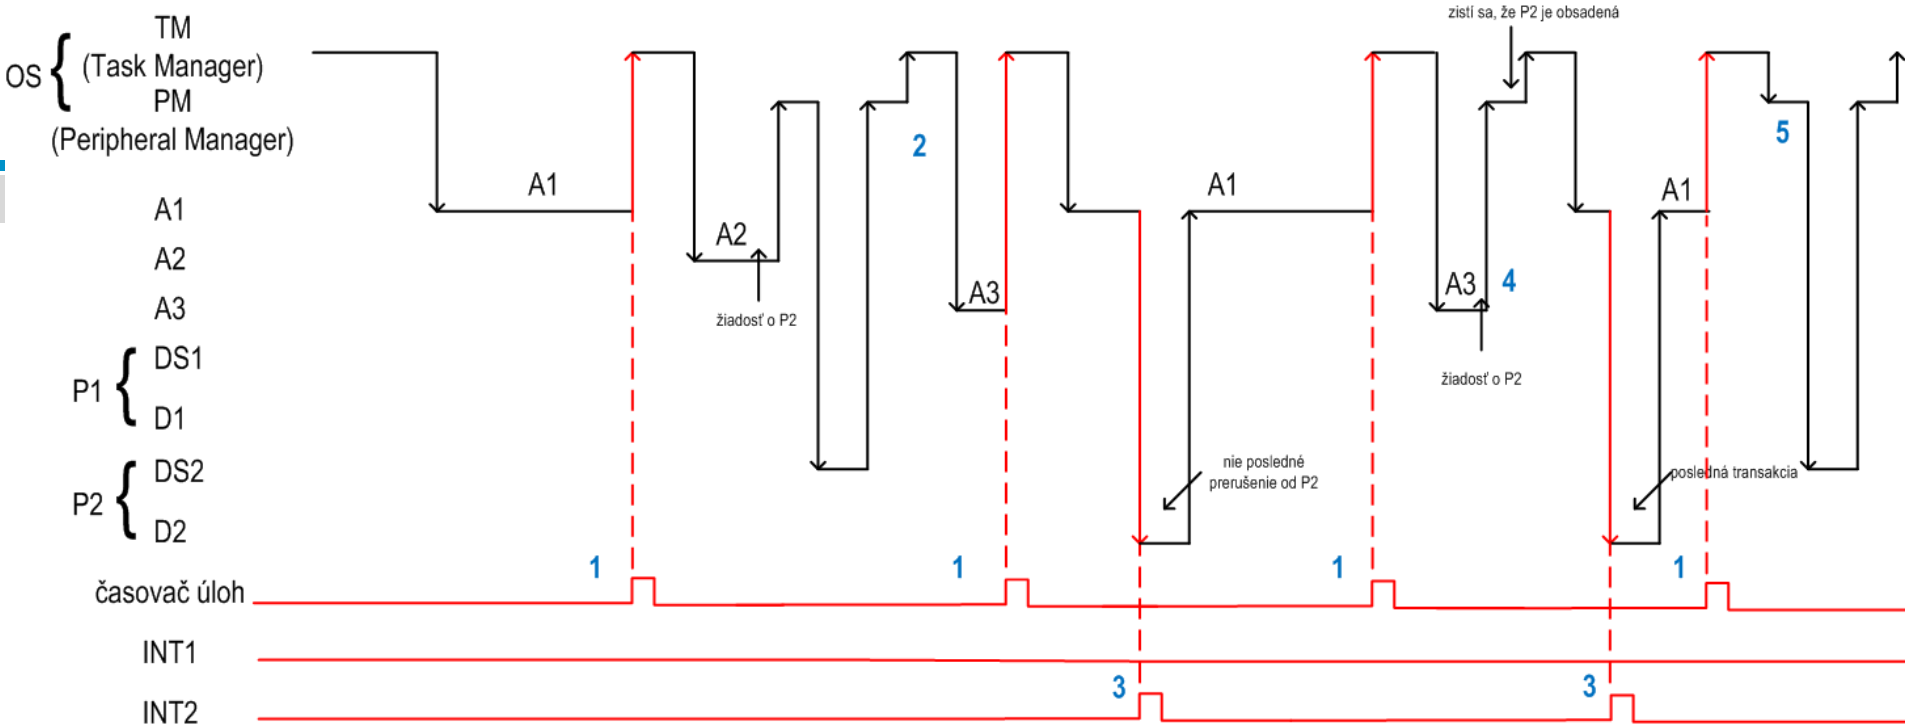 zistí sa, že P2 je obsadená
TM
(Task Manager)
OS
PM
(Peripheral Manager)
2
5
A1
A1
A1
A1
A2
A2
A3
A3
A3
4
žiadosť o P2
žiadosť o P2
DS1
P1
D1
nie posledné
prerušenie od P2
DS2
posledná transakcia
P2
D2
1
1
1
1
časovač úloh
INT1
3
3
INT2